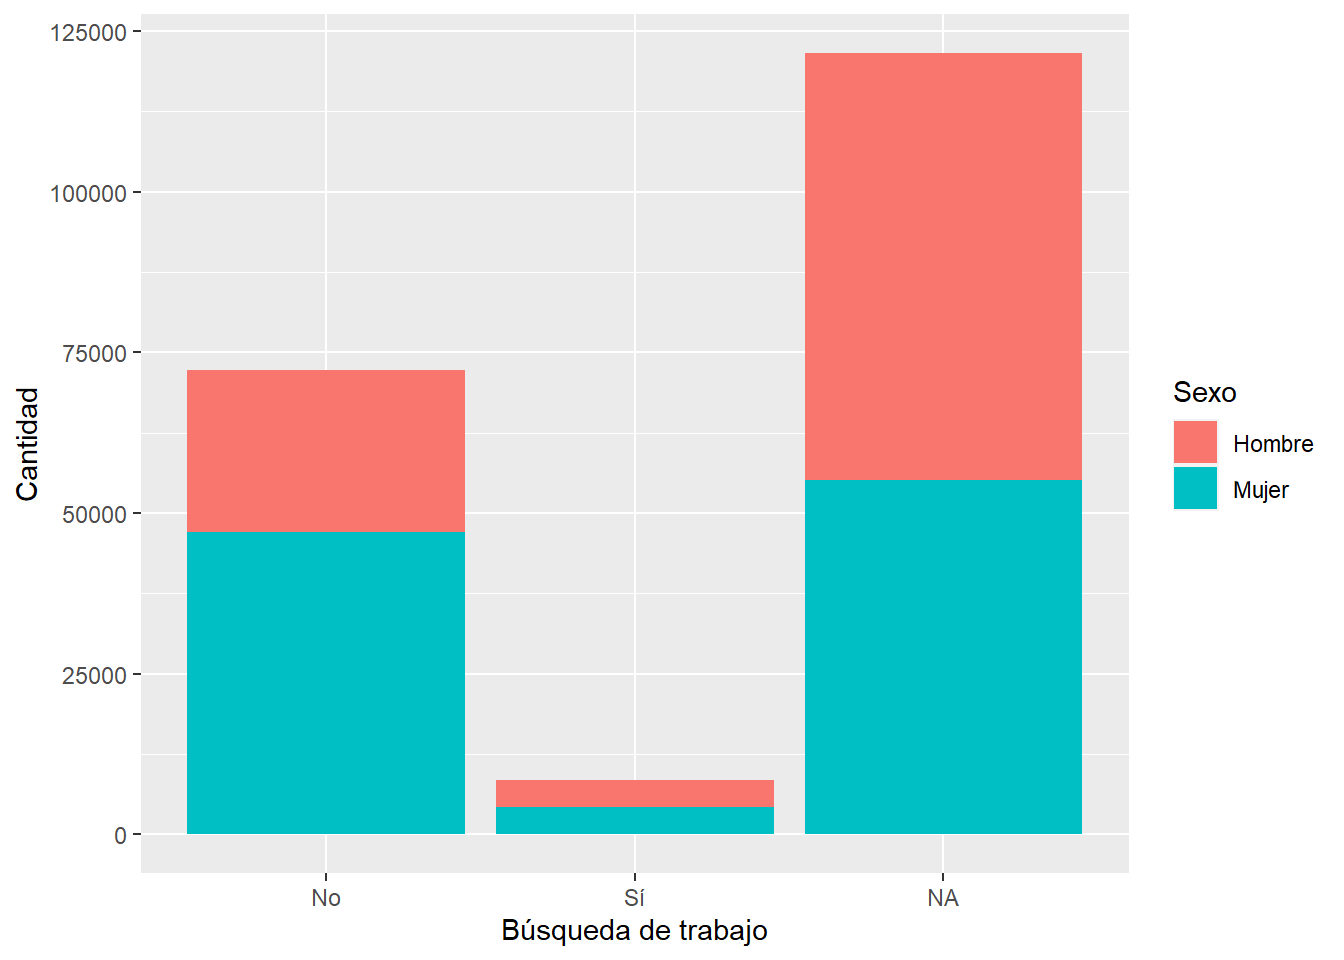 125000
100000
75000
50000
25000
0
Cantidad
No
Sí
NA
Búsqueda de trabajo
Sexo
Hombre
Mujer